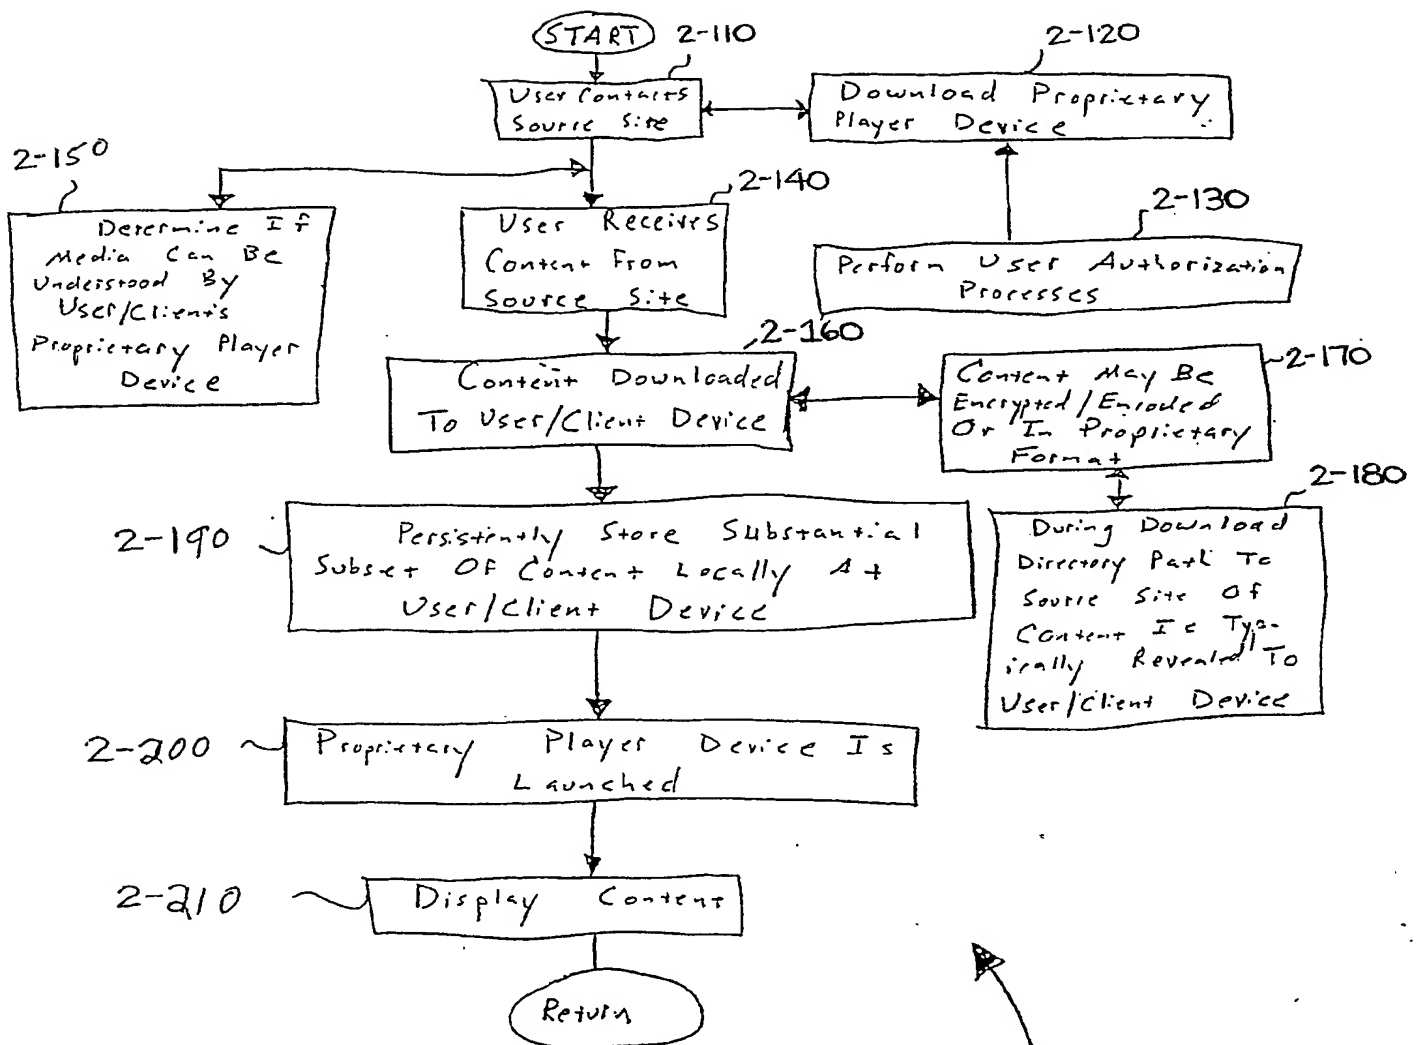 START
2-110
User Contacts
Source Site
2-120
Download Proprietary
Player Device
2-150
Determine If
Media Can Be
Understood By
User/Client's
Proprietary Player
Device
2-140
User Receives
Content From
Source Site
2-130
Perform User Authorization
Processes
2-160
Content Downloaded
To User/Client Device
2-170
Content May Be
Encrypted/Encoded
Or In Proprietary
Format
2-180
During Download
Directory Path To
Source Site Of
Content Is Typ-
ically Revealed To
User/Client Device
2-190
Persistently Store Substantial
Subset Of Content Locally At
User/Client Device
2-200
Proprietary Player Device Is
Launched
2-210
Display Content
Return